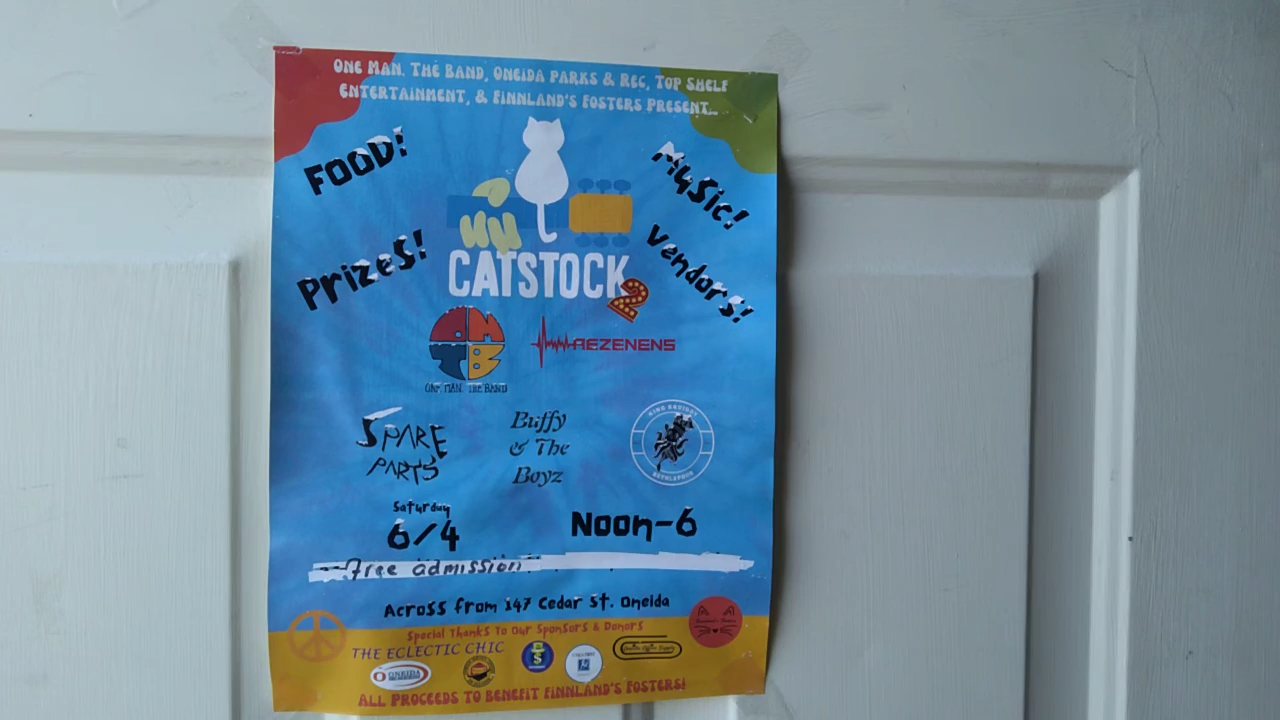 ONE MAN. THE BAND, ONEIDA PARKS & REC, TOP SHELF
ENTERTAINMENT, & FINNLAND'S FOSTERS PRESENT...
FOOD!
MUSIC!
PRIZES!
VENDORS!
CATSTOCK
2
OM
TB
ONE MAN. THE BAND
AEZENENS
SPARE
PARTS
Buffy
& The
Boyz
Saturday
6/4
Noon-6
Free admission
Across from 147 Cedar St. Oneida
Special Thanks To Our Sponsors & Donors
THE ECLECTIC CHIC
ONEIDA
ALL PROCEEDS TO BENEFIT FINNLAND'S FOSTERS!